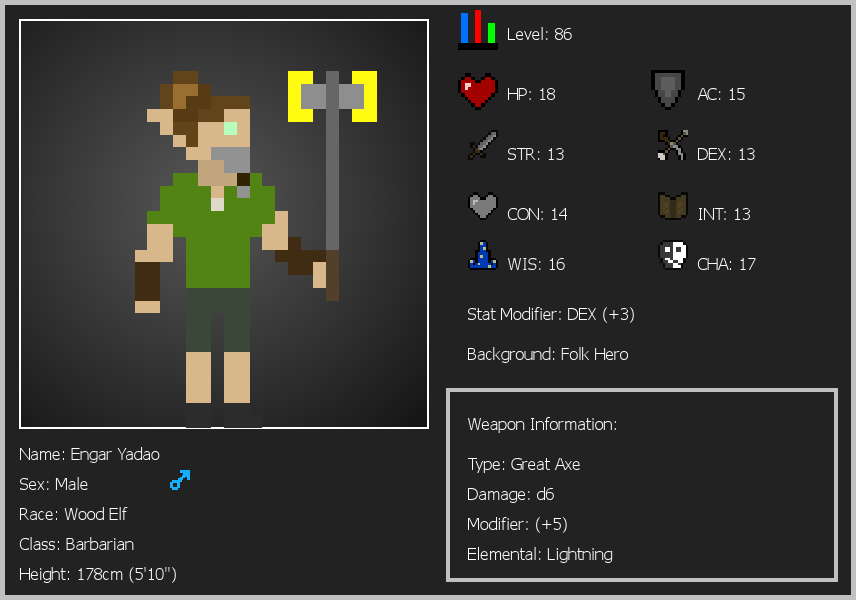 Level: 86
HP: 18
AC: 15
STR: 13
DEX: 13
CON: 14
INT: 13
WIS: 16
CHA: 17
Stat Modifier: DEX (+3)
Background: Folk Hero
Weapon Information:
Type: Great Axe
Damage: d6
Modifier: (+5)
Elemental: Lightning
Name: Engar Yadao
Sex: Male
Race: Wood Elf
Class: Barbarian
Height: 178cm (5'10")